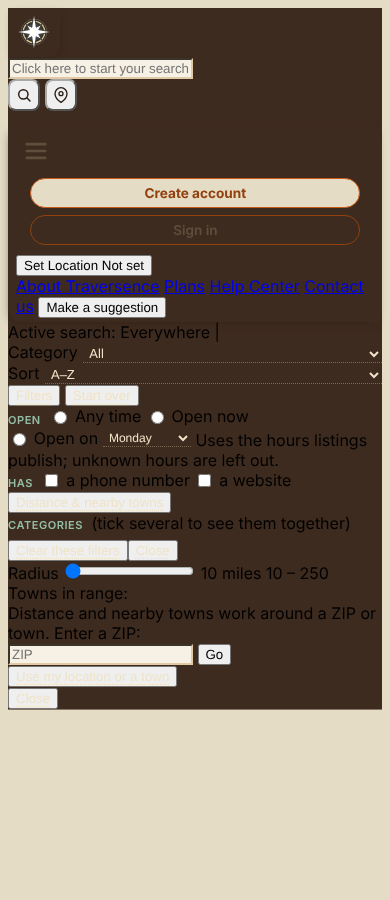 Click here to start your search
Create account
Sign in
Set Location Not set
About Traversence Plans Help Center Contact
us Make a suggestion
Active search: Everywhere |
Category All
Sort A–Z
Filters Start over
OPEN Any time Open now
Open on Monday Uses the hours listings
publish; unknown hours are left out.
HAS a phone number a website
Distance & nearby towns
CATEGORIES (tick several to see them together)
Clear these filters Close
Radius 10 miles 10 – 250
Towns in range:
Distance and nearby towns work around a ZIP or
town. Enter a ZIP:
ZIP Go
Use my location or a town
Close